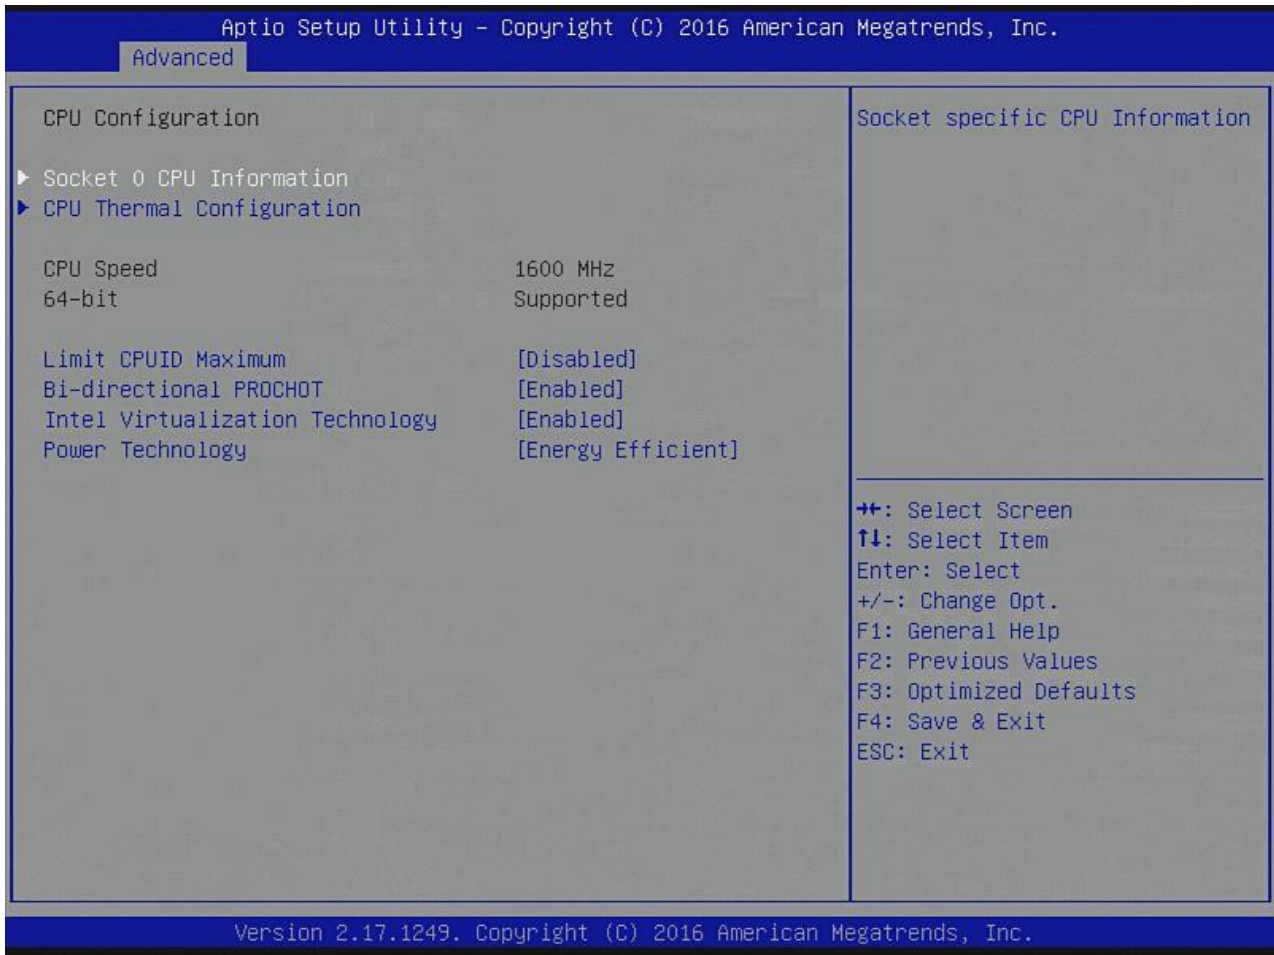 Aptio Setup Utility – Copyright (C) 2016 American Megatrends, Inc.
Advanced
CPU Configuration
Socket 0 CPU Information
CPU Thermal Configuration
CPU Speed 1600 MHz
64-bit Supported
Limit CPUID Maximum [Disabled]
Bi-directional PROCHOT [Enabled]
Intel Virtualization Technology [Enabled]
Power Technology [Energy Efficient]
Socket specific CPU Information
→←: Select Screen
↑↓: Select Item
Enter: Select
+/-: Change Opt.
F1: General Help
F2: Previous Values
F3: Optimized Defaults
F4: Save & Exit
ESC: Exit
Version 2.17.1249. Copyright (C) 2016 American Megatrends, Inc.